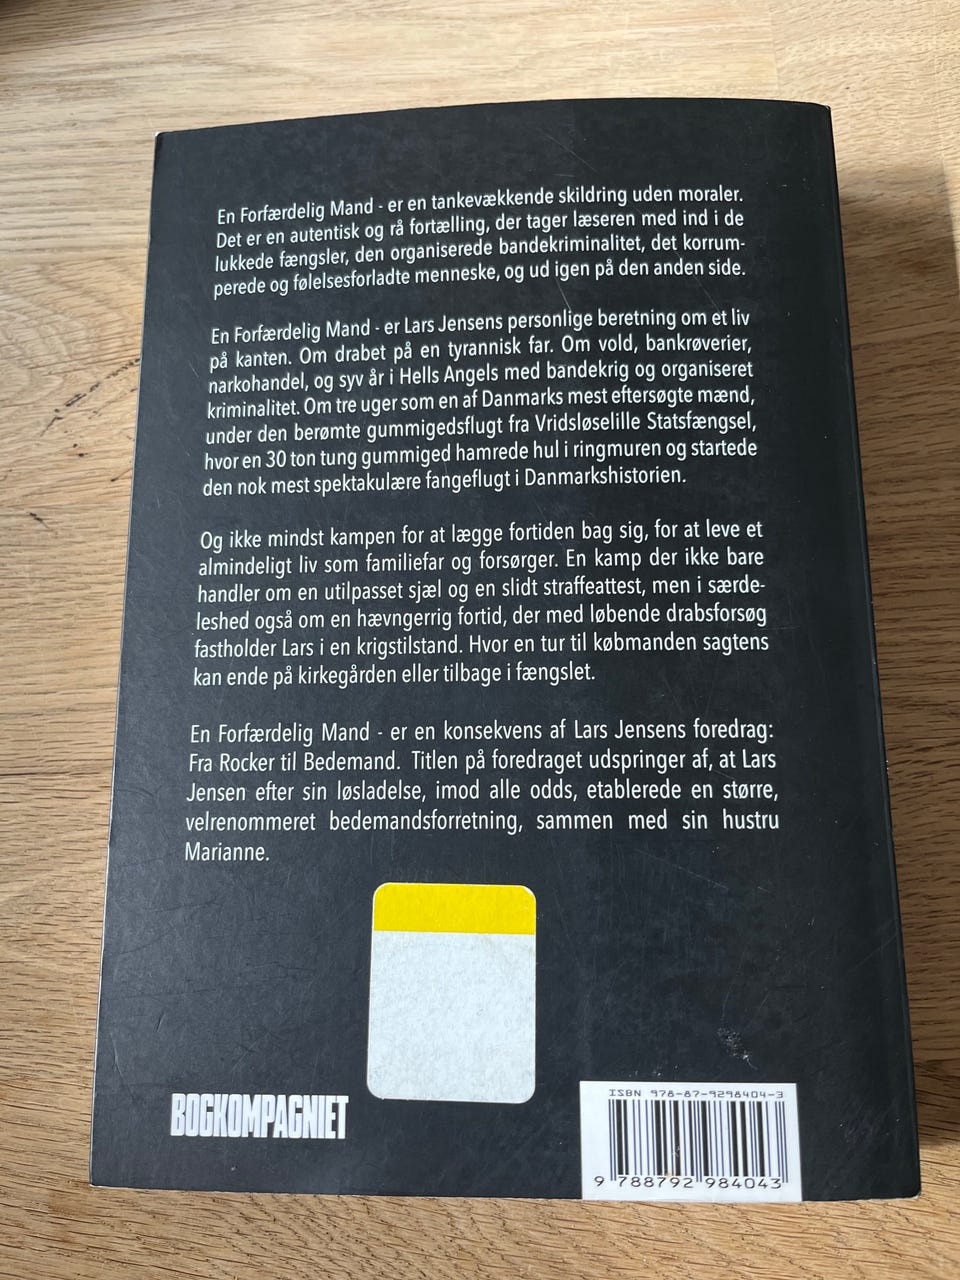 En Forfærdelig Mand - er en tankevækkende skildring uden moraler.
Det er en autentisk og rå fortælling, der tager læseren med ind i de
lukkede fængsler, den organiserede bandekriminalitet, det korrum-
perede og følelsesforladte menneske, og ud igen på den anden side.
En Forfærdelig Mand - er Lars Jensens personlige beretning om et liv
på kanten. Om drabet på en tyrannisk far. Om vold, bankrøverier,
narkohandel, og syv år i Hells Angels med bandekrig og organiseret
kriminalitet. Om tre uger som en af Danmarks mest eftersøgte mænd,
under den berømte gummigedsflugt fra Vridsløselille Statsfængsel,
hvor en 30 ton tung gummiged hamrede hul i ringmuren og startede
den nok mest spektakulære fangeflugt i Danmarkshistorien.
Og ikke mindst kampen for at lægge fortiden bag sig, for at leve et
almindeligt liv som familiefar og forsørger. En kamp der ikke bare
handler om en utilpasset sjæl og en slidt straffeattest, men i særde-
leshed også om en hævngerrig fortid, der med løbende drabsforsøg
fastholder Lars i en krigstilstand. Hvor en tur til købmanden sagtens
kan ende på kirkegården eller tilbage i fængslet.
En Forfærdelig Mand - er en konsekvens af Lars Jensens foredrag:
Fra Rocker til Bedemand. Titlen på foredraget udspringer af, at Lars
Jensen efter sin løsladelse, imod alle odds, etablerede en større,
velrenommeret bedemandsforretning, sammen med sin hustru
Marianne.
BOGKOMPAGNIET
ISBN 978-87-9298404-3
9 788792 984043